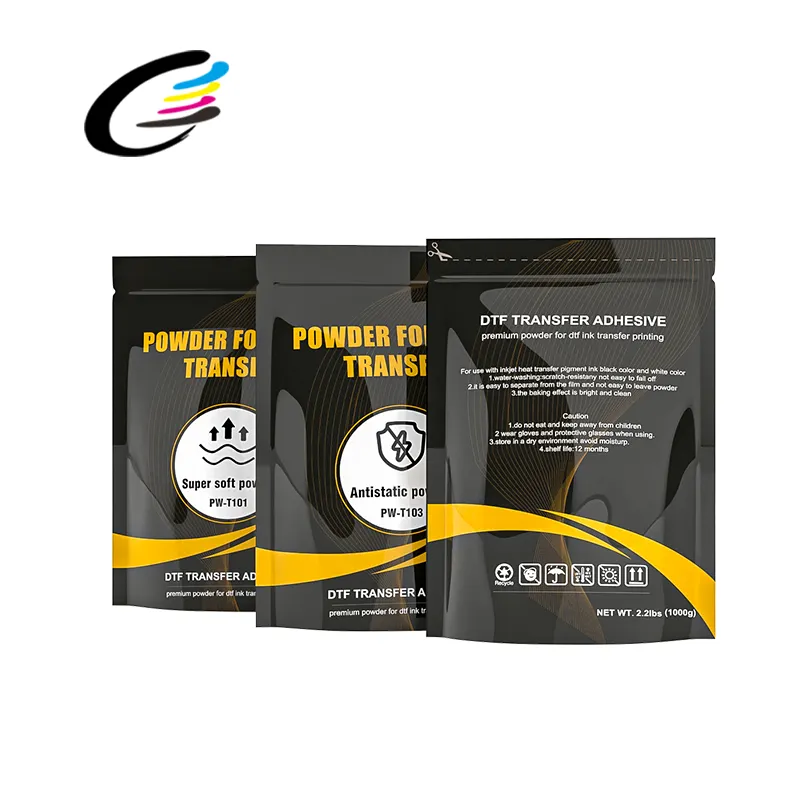 POWDER FO
TRANS
Super soft pow
PW-T101
DTF TRANSFER AD
premium powder for dtf ink tran
POWDER FO
TRANS
Antistatic po
PW-T103
DTF TRANSFER A
premium powder for dtf ink tr
DTF TRANSFER ADHESIVE
premium powder for dtf ink transfer printing
For use with inkjet heat transfer pigment ink black color and white color
1.water-washing:scratch-resistany not easy to fall off
2.it is easy to separate from the film and not easy to leave powder
3.the baking effect is bright and clean
Caution
1.do not eat and keep away from children
2 wear gloves and protective glasses when using.
3.store in a dry environment avoid moisturp.
4.shelf life:12 months
Recycle
NET WT. 2.2lbs (1000g)